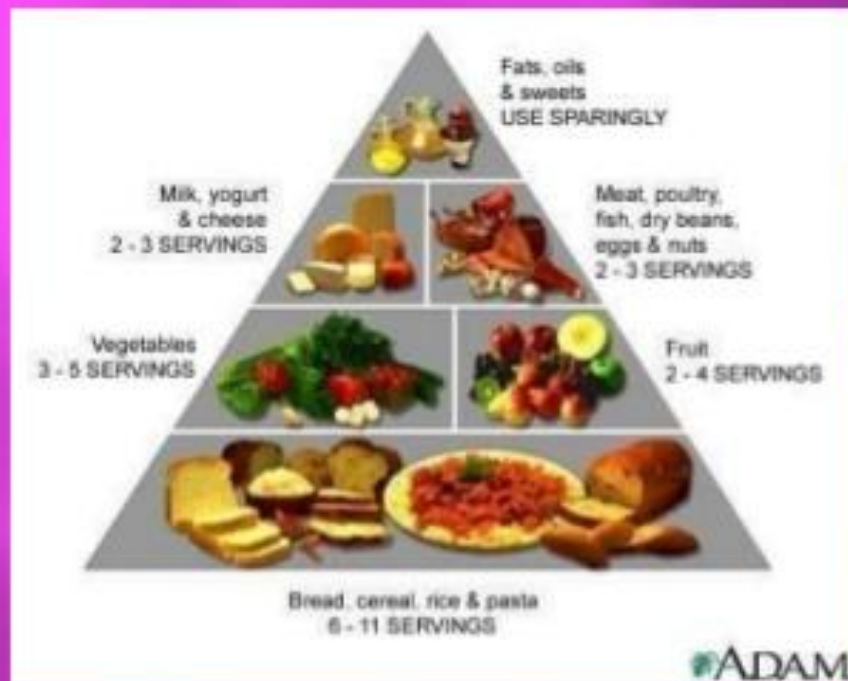 Fats, oils
& sweets
USE SPARINGLY
Milk, yogurt
& cheese
2 - 3 SERVINGS
Meat, poultry,
fish, dry beans,
eggs & nuts
2 - 3 SERVINGS
Vegetables
3 - 5 SERVINGS
Fruit
2 - 4 SERVINGS
Bread, cereal, rice & pasta
6 - 11 SERVINGS
ADAM